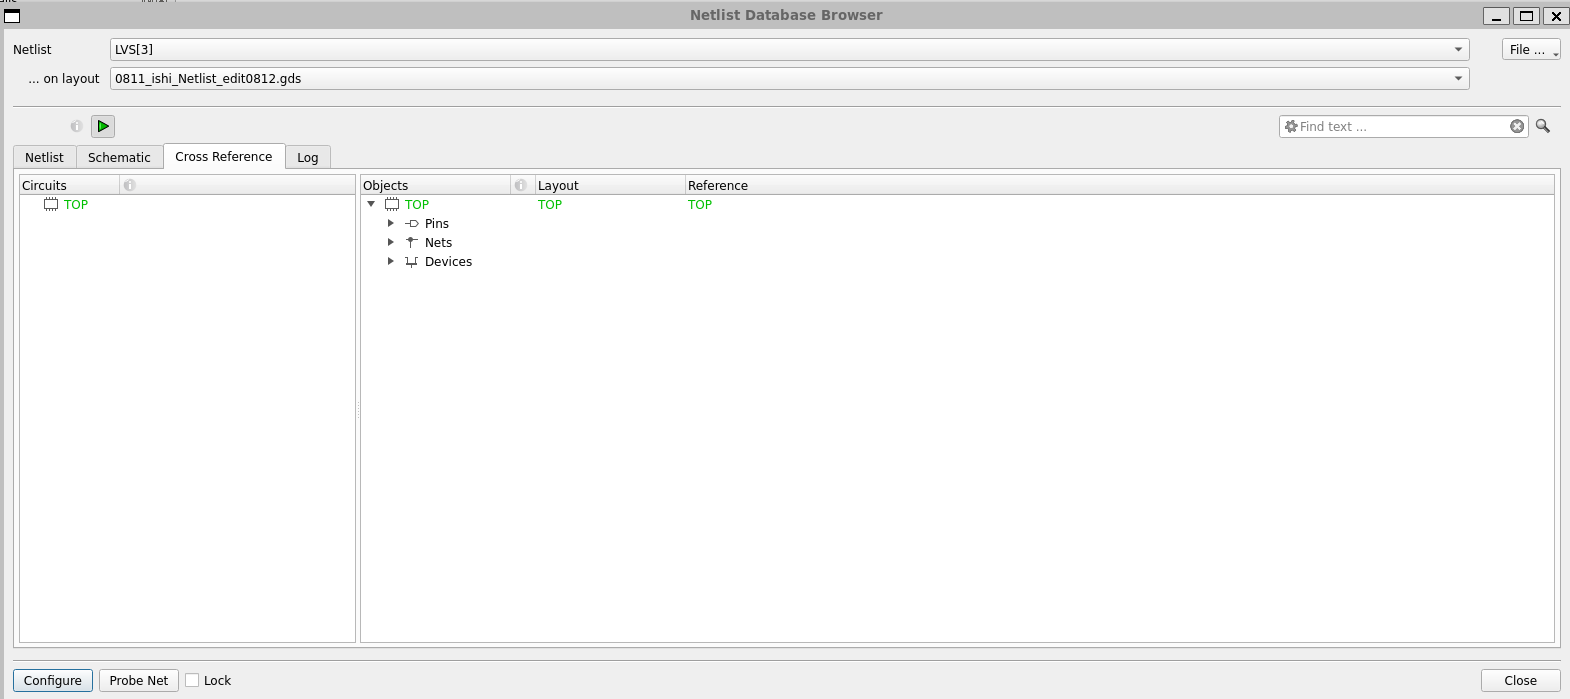 Netlist Database Browser
Netlist LVS[3] File ...
... on layout 0811_ishi_Netlist_edit0812.gds
Find text ...
Netlist Schematic Cross Reference Log
Circuits Objects Layout Reference
TOP TOP TOP TOP
Pins
Nets
Devices
Configure Probe Net Lock Close